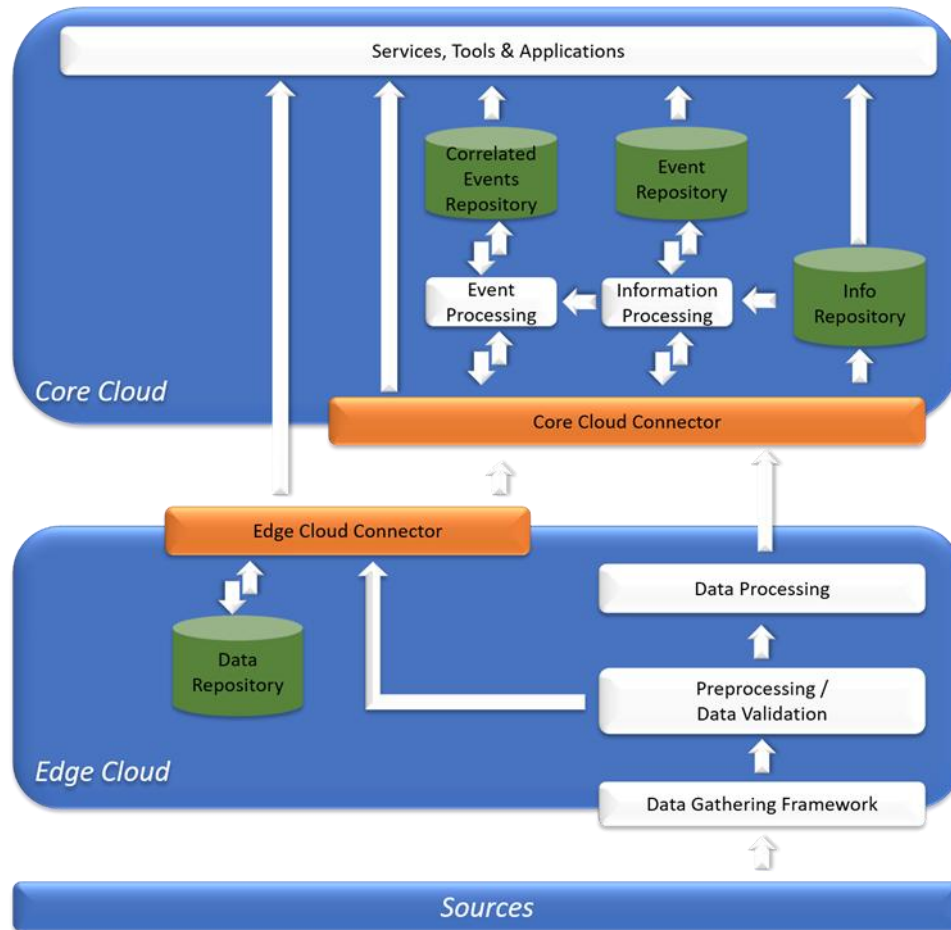 Services, Tools & Applications
Correlated
Events
Repository
Event
Repository
Event
Processing
Information
Processing
Info
Repository
Core Cloud
Core Cloud Connector
Edge Cloud Connector
Data Processing
Data
Repository
Preprocessing /
Data Validation
Edge Cloud
Data Gathering Framework
Sources